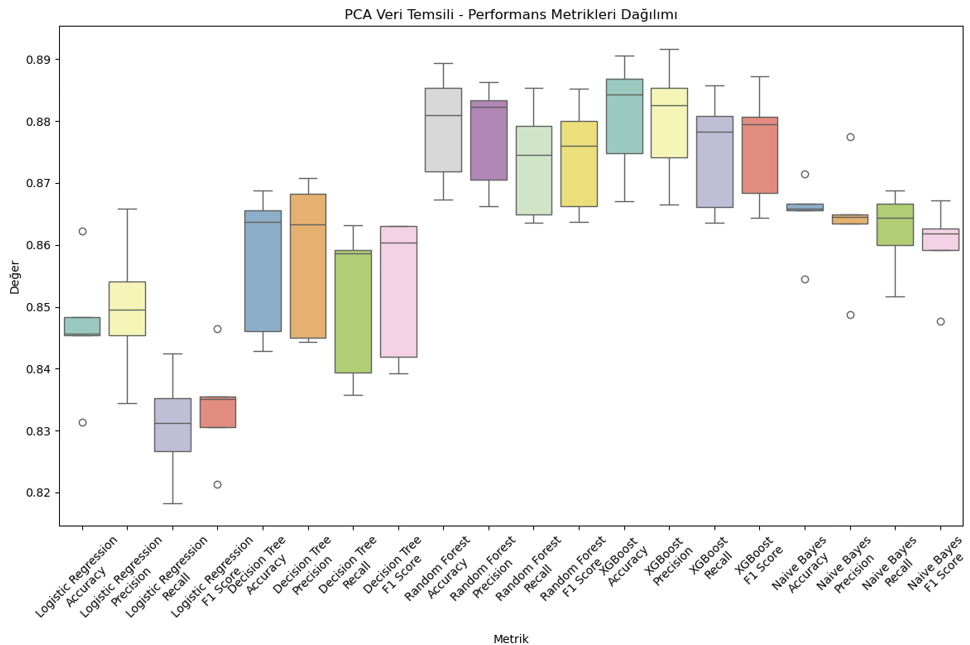 PCA Veri Temsili - Performans Metrikleri Dağılımı
0.89
0.88
0.87
0.86
0.85
0.84
0.83
0.82
Değer
Logistic Regression
Accuracy
Logistic Regression
Precision
Logistic Regression
Recall
Logistic Regression
F1 Score
Decision Tree
Accuracy
Decision Tree
Precision
Decision Tree
Recall
Decision Tree
F1 Score
Random Forest
Accuracy
Random Forest
Precision
Random Forest
Recall
Random Forest
F1 Score
XGBoost
Accuracy
XGBoost
Precision
XGBoost
Recall
XGBoost
F1 Score
Naive Bayes
Accuracy
Naive Bayes
Precision
Naive Bayes
Recall
Naive Bayes
F1 Score
Metrik